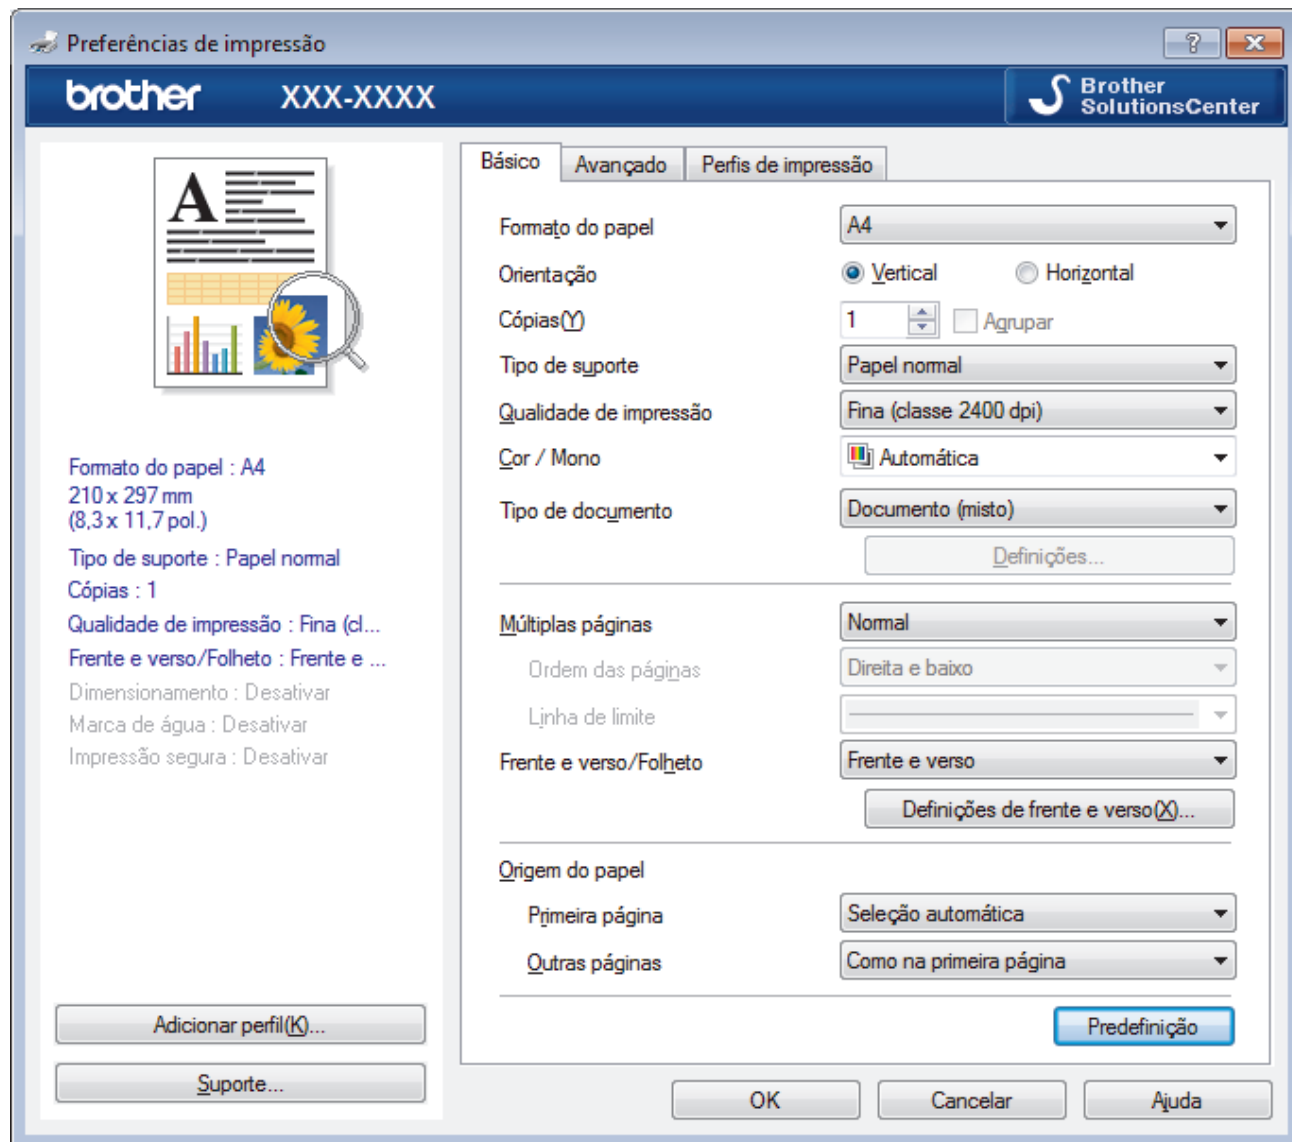 Preferências de impressão
brother XXX-XXXX
Brother
SolutionsCenter
A
Formato do papel : A4
210 x 297 mm
(8,3 x 11,7 pol.)
Tipo de suporte : Papel normal
Cópias : 1
Qualidade de impressão : Fina (cl...
Frente e verso/Folheto : Frente e ...
Dimensionamento : Desativar
Marca de água : Desativar
Impressão segura : Desativar
Adicionar perfil(K)...
Suporte...
Básico Avançado Perfis de impressão
Formato do papel A4
Orientação Vertical Horizontal
Cópias(Y) 1 Agrupar
Tipo de suporte Papel normal
Qualidade de impressão Fina (classe 2400 dpi)
Cor / Mono Automática
Tipo de documento Documento (misto)
Definições...
Múltiplas páginas Normal
Ordem das páginas Direita e baixo
Linha de limite
Frente e verso/Folheto Frente e verso
Definições de frente e verso(X)...
Origem do papel
Primeira página Seleção automática
Outras páginas Como na primeira página
Predefinição
OK Cancelar Ajuda